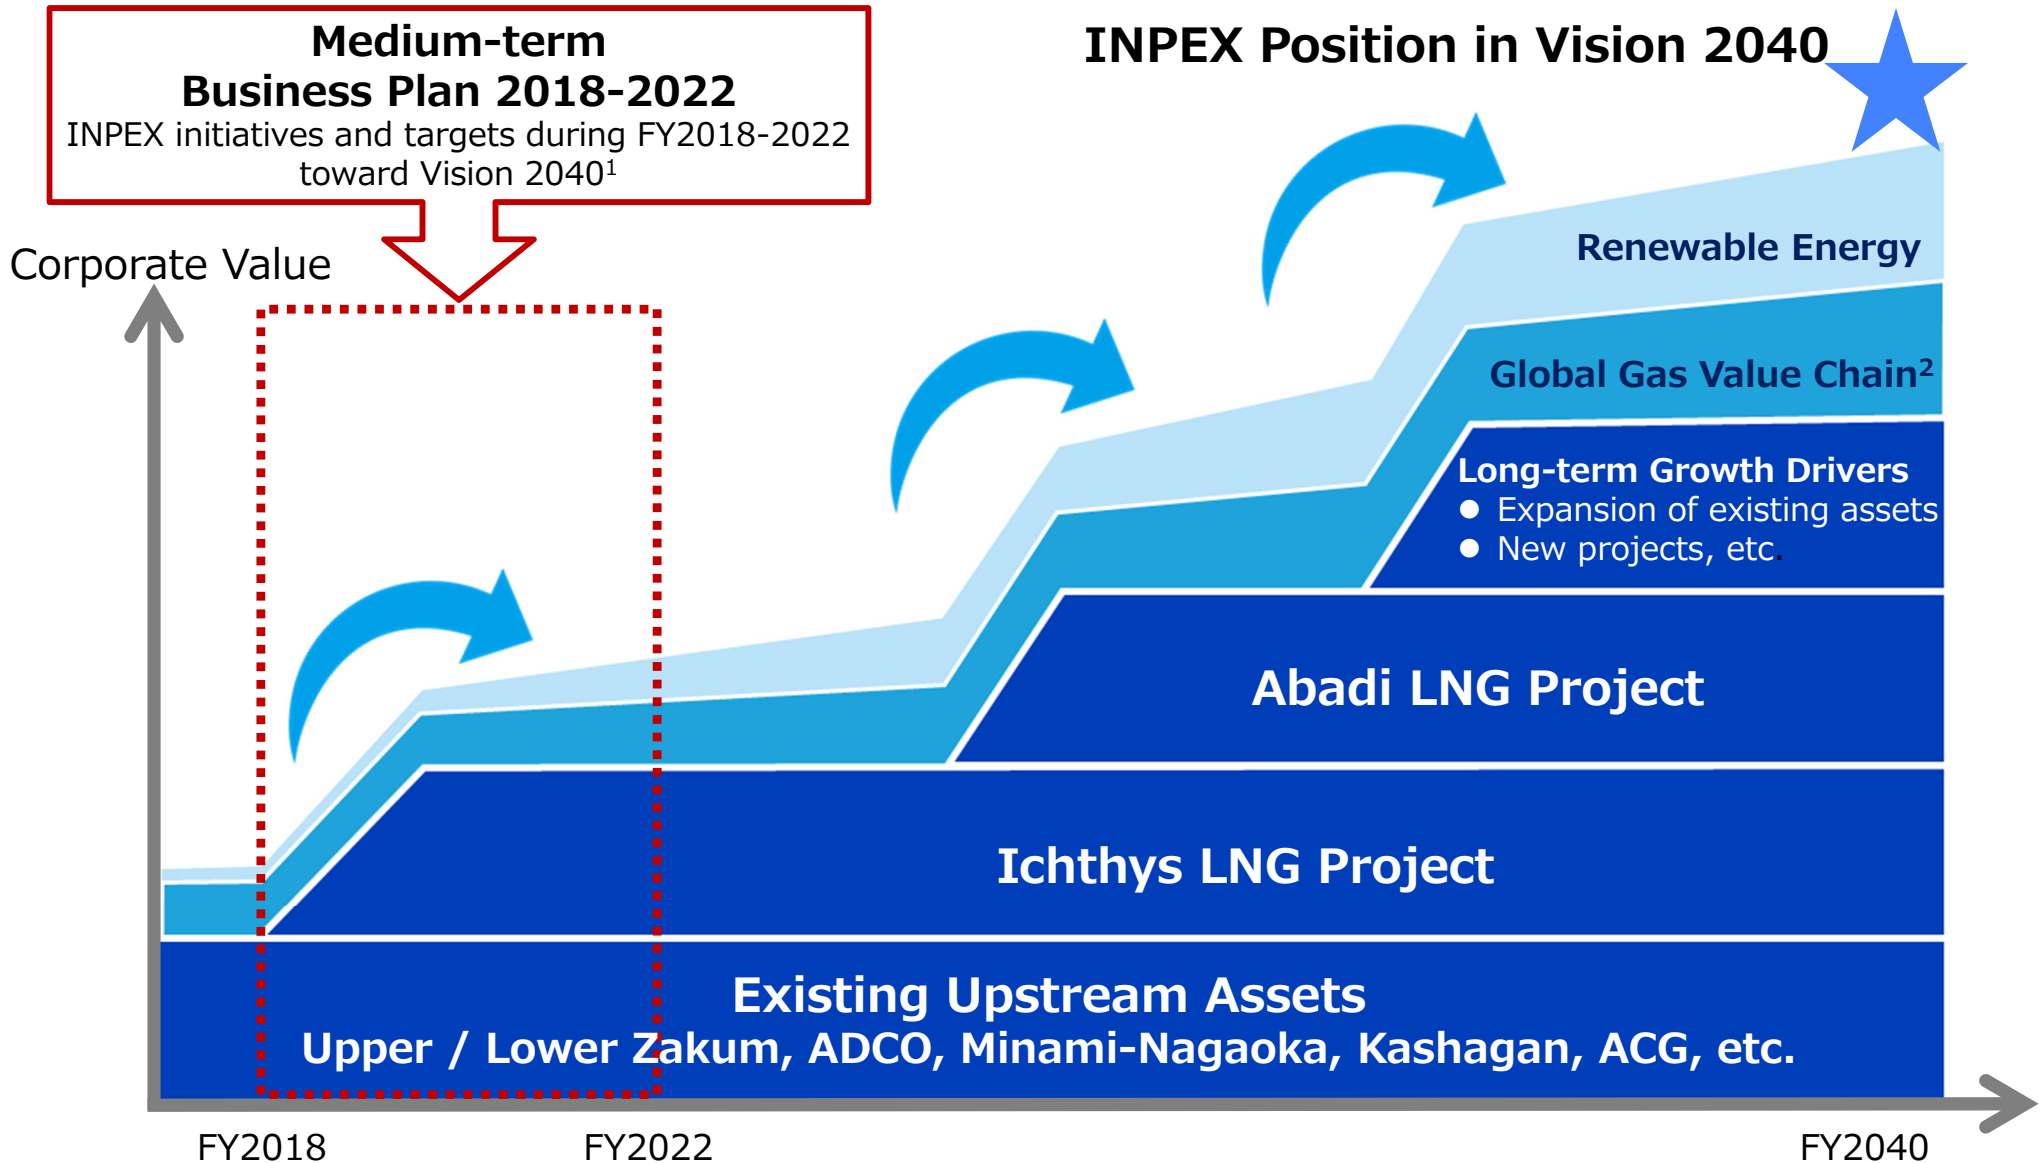 Medium-term
Business Plan 2018-2022
INPEX initiatives and targets during FY2018-2022
toward Vision 2040¹
INPEX Position in Vision 2040
Corporate Value
Renewable Energy
Global Gas Value Chain²
Long-term Growth Drivers
● Expansion of existing assets
● New projects, etc.
Abadi LNG Project
Ichthys LNG Project
Existing Upstream Assets
Upper / Lower Zakum, ADCO, Minami-Nagaoka, Kashagan, ACG, etc.
FY2018
FY2022
FY2040